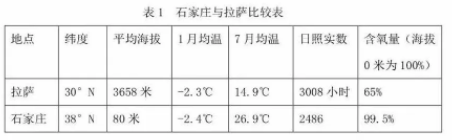 表 1 石家庄与拉萨比较表
地点 纬度 平均海拔 1月均温 7月均温 日照实数 含氧量（海拔
0 米为100%）
拉萨 30° N 3658 米 -2.3℃ 14.9℃ 3008 小时 65%
石家庄 38° N 80 米 -2.4℃ 26.9℃ 2486 99.5%